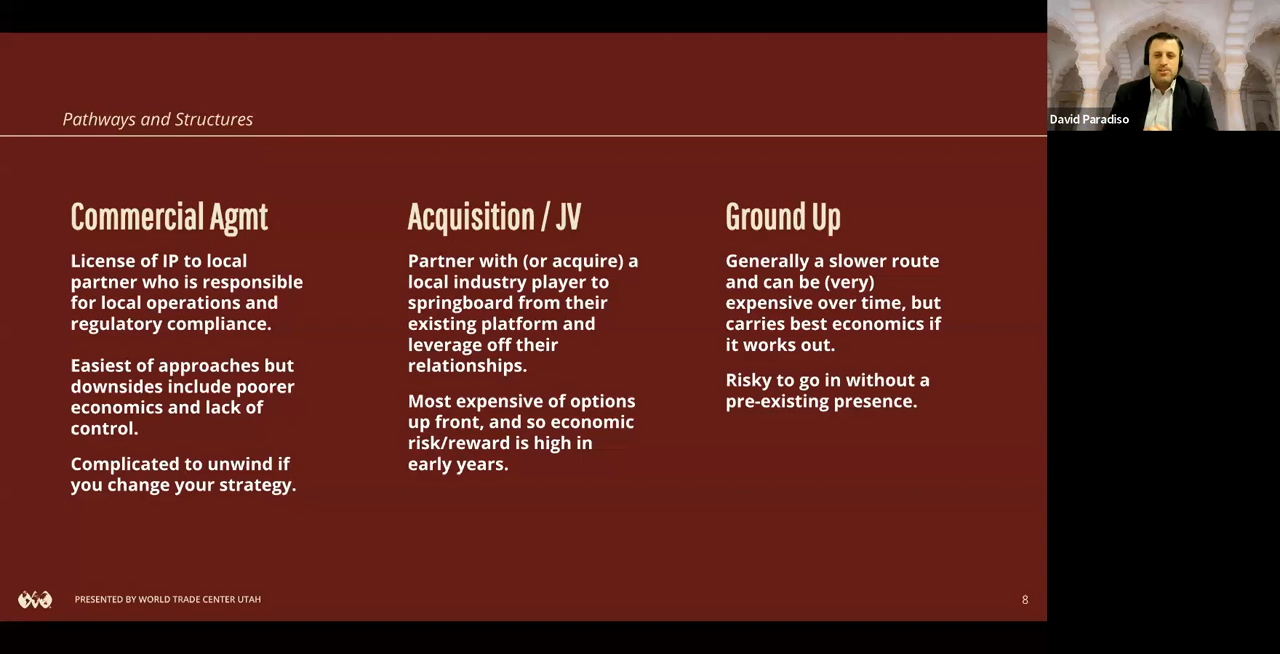 Pathways and Structures
Commercial Agmt
License of IP to local
partner who is responsible
for local operations and
regulatory compliance.
Easiest of approaches but
downsides include poorer
economics and lack of
control.
Complicated to unwind if
you change your strategy.
Acquisition / JV
Partner with (or acquire) a
local industry player to
springboard from their
existing platform and
leverage off their
relationships.
Most expensive of options
up front, and so economic
risk/reward is high in
early years.
Ground Up
Generally a slower route
and can be (very)
expensive over time, but
carries best economics if
it works out.
Risky to go in without a
pre-existing presence.
PRESENTED BY WORLD TRADE CENTER UTAH
8
David Paradiso